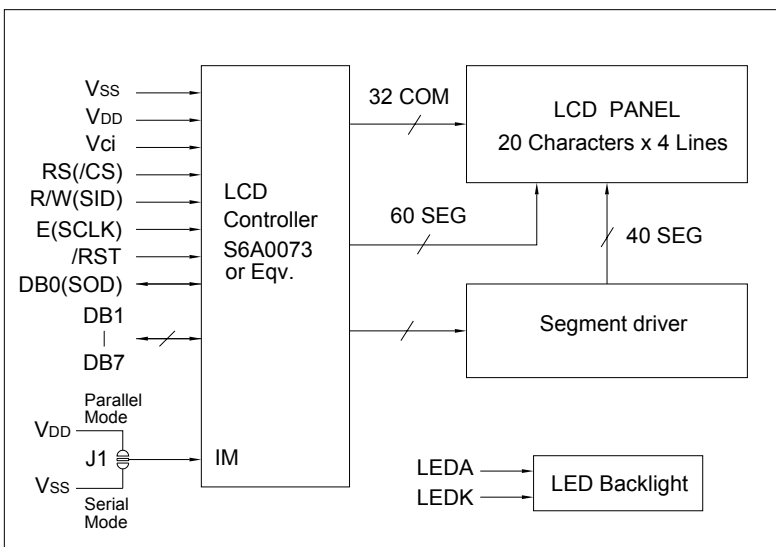 VSS
VDD
Vci
RS(/CS)
R/W(SID)
E(SCLK)
/RST
DB0(SOD)
DB1
DB7
Parallel
Mode
VDD
J1
VSS
Serial
Mode
LCD
Controller
S6A0073
or Eqv.
IM
32 COM
60 SEG
LCD PANEL
20 Characters x 4 Lines
40 SEG
Segment driver
LEDA
LEDK
LED Backlight